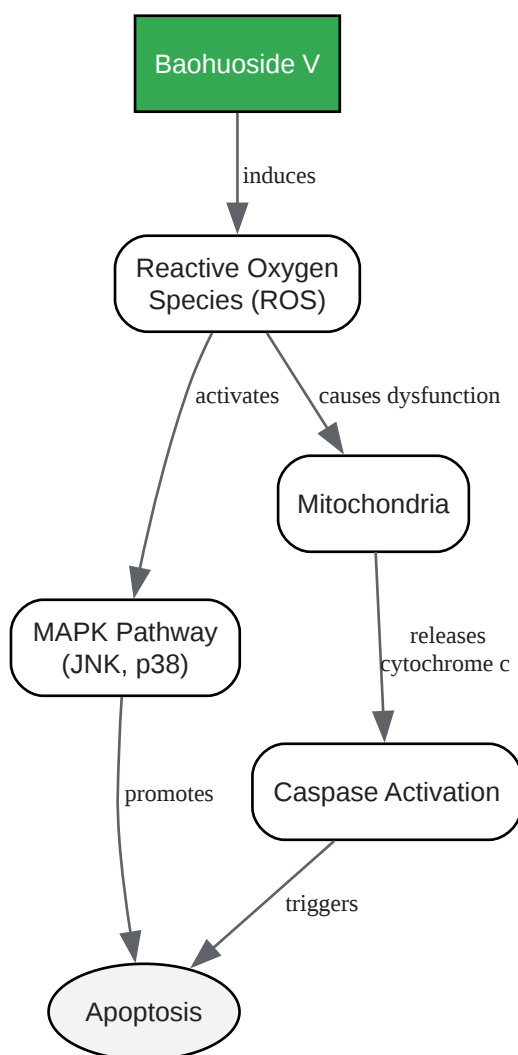 Baohuoside V
induces
Reactive Oxygen
Species (ROS)
activates
causes dysfunction
Mitochondria
MAPK Pathway
(JNK, p38)
releases
cytochrome c
Caspase Activation
promotes
triggers
Apoptosis